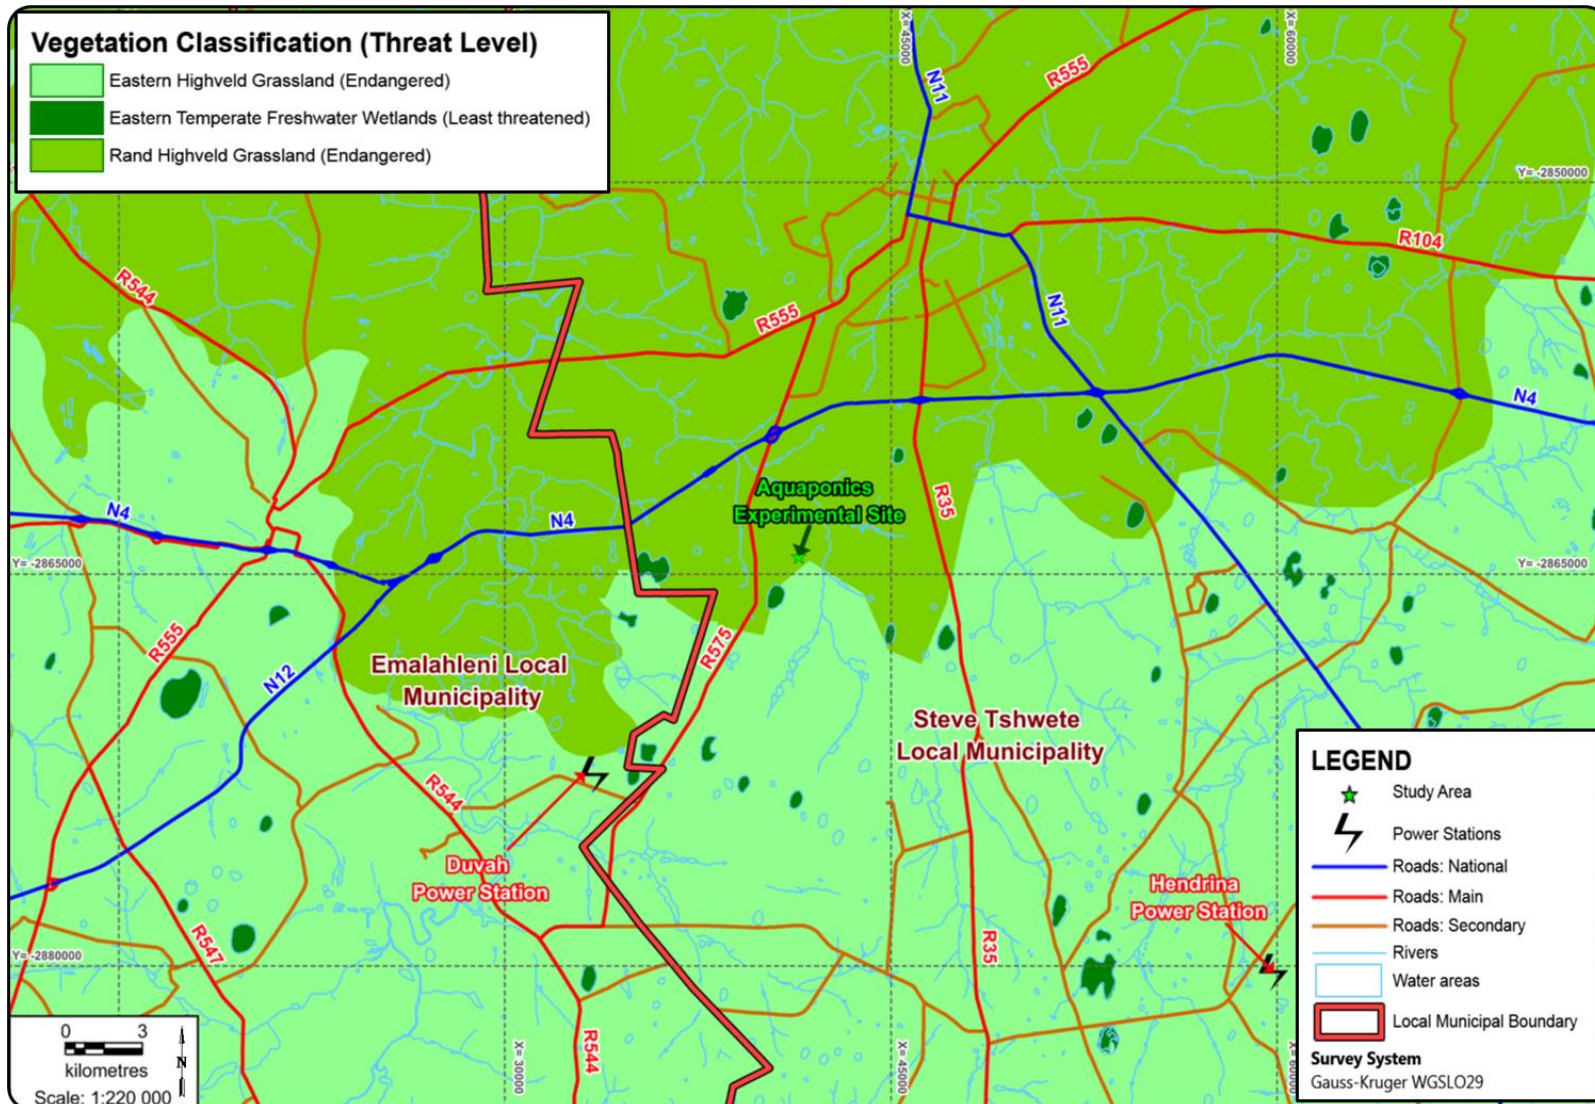 Vegetation Classification (Threat Level)
Eastern Highveld Grassland (Endangered)
Eastern Temperate Freshwater Wetlands (Least threatened)
Rand Highveld Grassland (Endangered)
X= 45000
X= 60000
N11
R555
Y= -2850000
R104
R544
N11
R555
N4
Aquaponics
Experimental Site
R35
N4
N4
Y= -2865000
Y= -2865000
R555
R575
Emalahleni Local
Municipality
N12
Steve Tshwete
Local Municipality
R544
Duvah
Power Station
Hendrina
Power Station
R547
R35
Y= -2880000
R544
X= 30000
X= 45000
LEGEND
Study Area
Power Stations
Roads: National
Roads: Main
Roads: Secondary
Rivers
Water areas
Local Municipal Boundary
Survey System
Gauss-Kruger WGSLO29
0 3
kilometres
N
Scale: 1:220 000